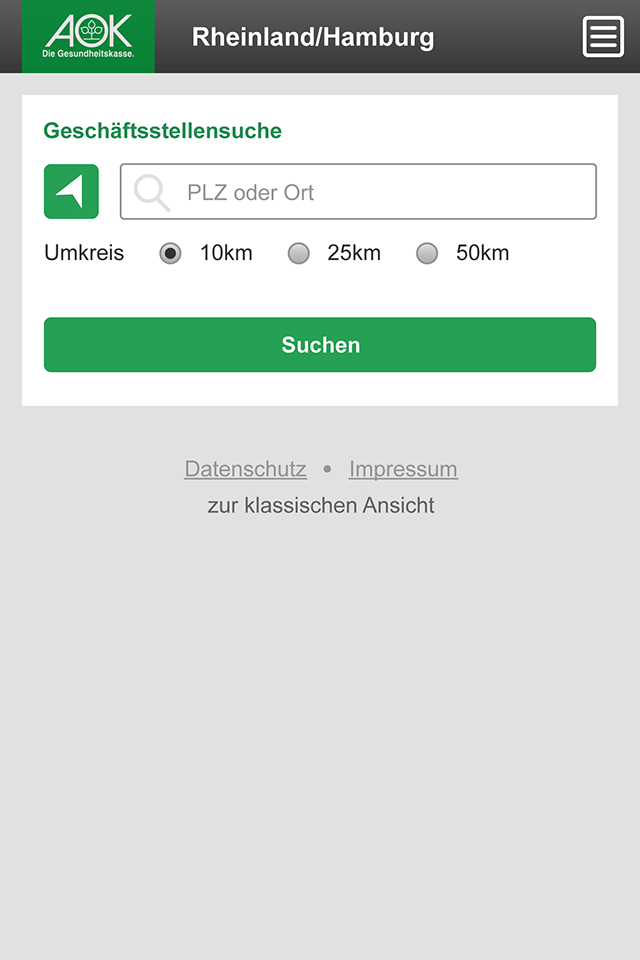 AOK
Die Gesundheitskasse.
Rheinland/Hamburg
Geschäftsstellensuche
PLZ oder Ort
Umkreis 10km 25km 50km
Suchen
Datenschutz • Impressum
zur klassischen Ansicht